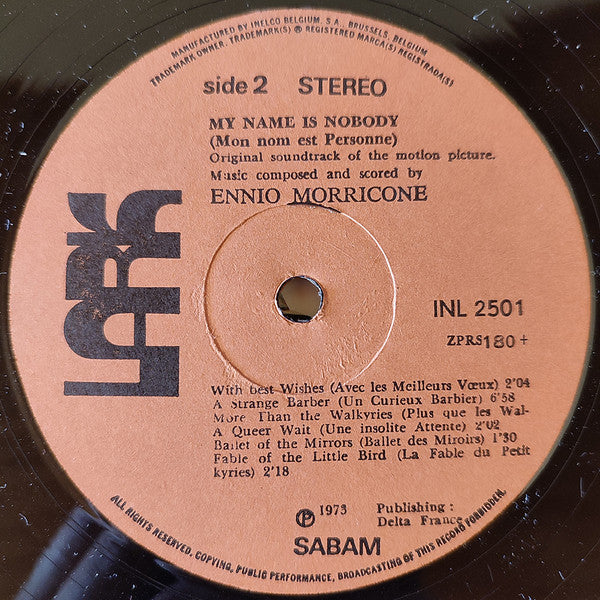 MANUFACTURED BY INELCO BELGIUM, S.A., BRUSSELS, BELGIUM
TRADEMARK OWNER, TRADEMARK(S) ® REGISTERED MARCA(S) REGISTRADA(S)
side 2 STEREO
MY NAME IS NOBODY
(Mon nom est Personne)
Original soundtrack of the motion picture.
Music composed and scored by
ENNIO MORRICONE
LARK
INL 2501
ZPRS180 +
With best Wishes (Avec les Meilleurs Vœux) 2'04
A Strange Barber (Un Curieux Barbier) 6'58
More Than the Walkyries (Plus que les Wal-
A Queer Wait (Une insolite Attente) 2'02
Ballet of the Mirrors (Ballet des Miroirs) 1'30
Fable of the Little Bird (La Fable du Petit
kyries) 2'18
℗ 1973 Publishing :
Delta France
SABAM
ALL RIGHTS RESERVED. COPYING, PUBLIC PERFORMANCE, BROADCASTING OF THIS RECORD FORBIDDEN.